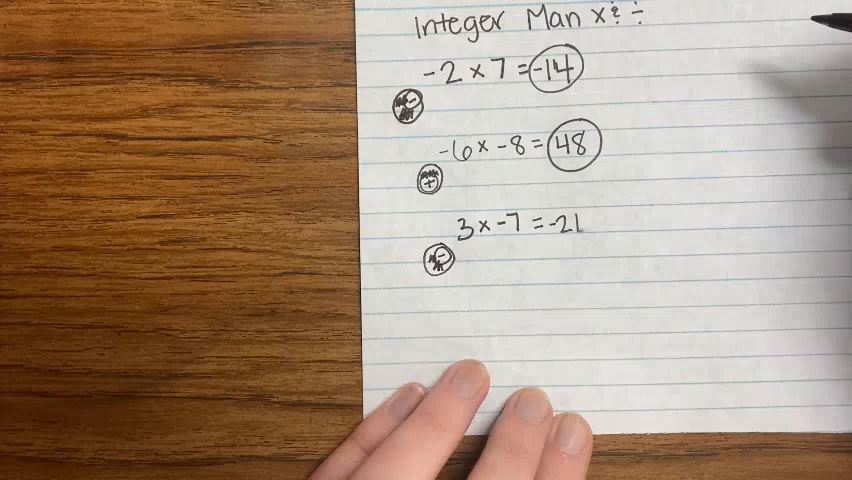 Integer Man x & ÷
-2 x 7 = -14
-
-6 x -8 = 48
+
3 x -7 = -21
-